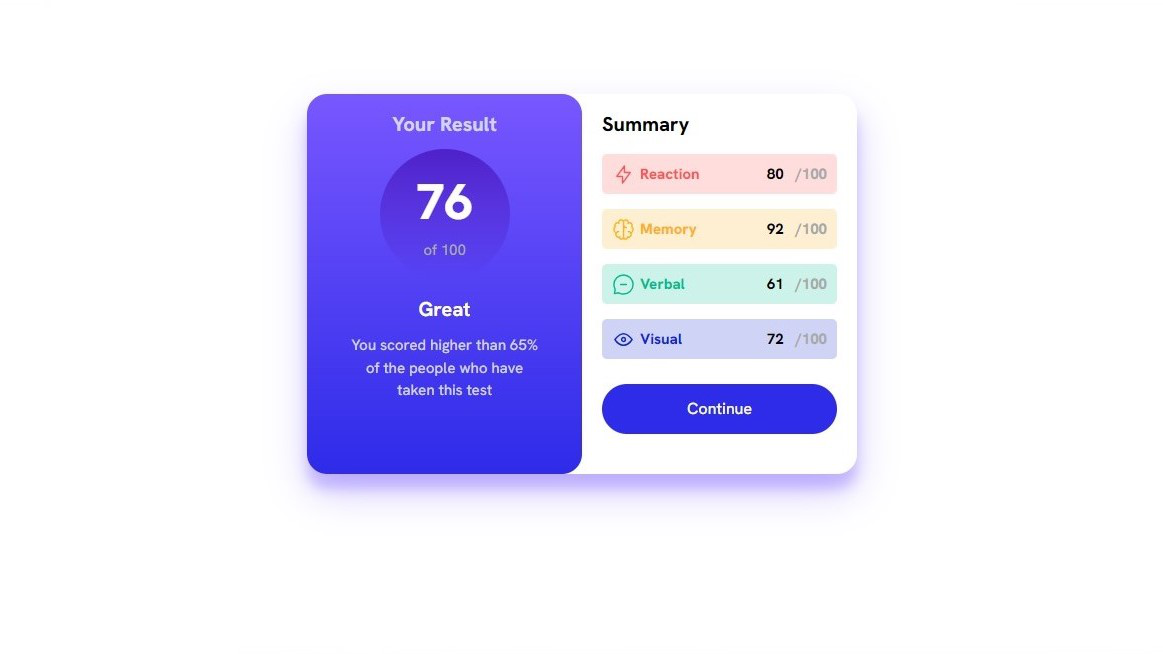 Your Result
76
of 100
Great
You scored higher than 65%
of the people who have
taken this test
Summary
Reaction 80 /100
Memory 92 /100
Verbal 61 /100
Visual 72 /100
Continue